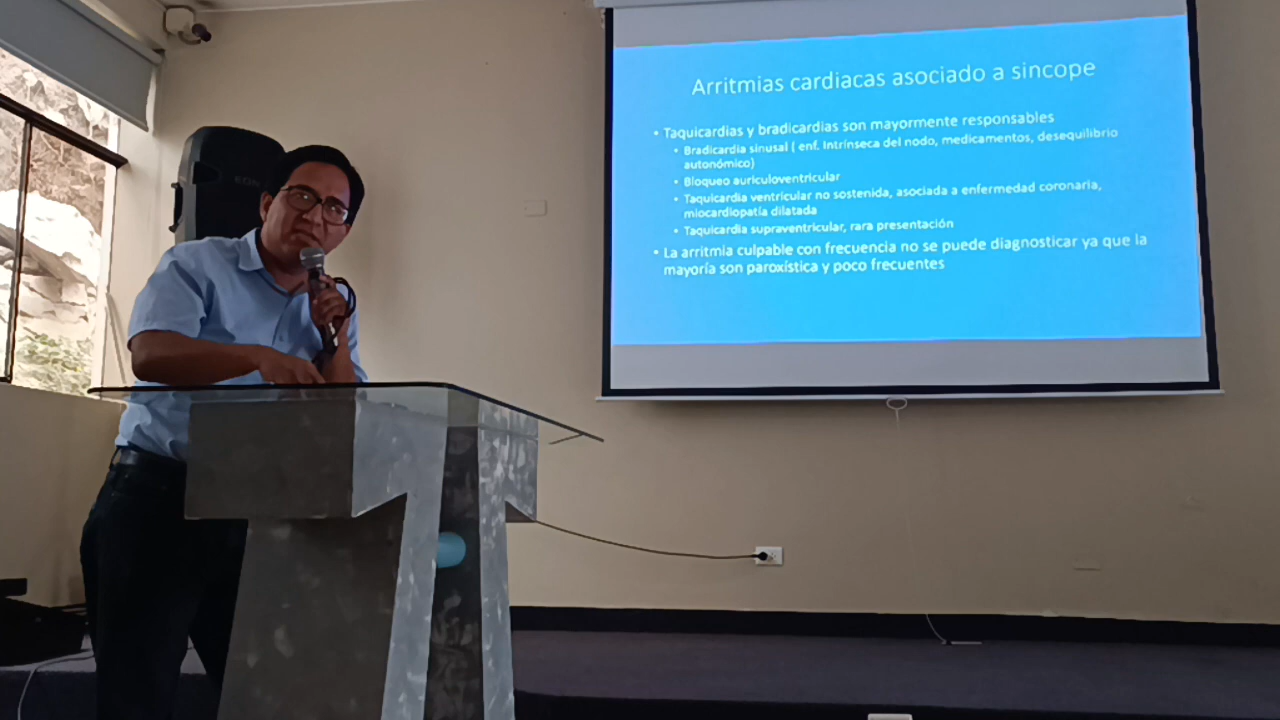 Arritmias cardiacas asociado a sincope
• Taquicardias y bradicardias son mayormente responsables
• Bradicardia sinusal ( enf. Intrínseca del nodo, medicamentos, desequilibrio
autonómico)
• Bloqueo auriculoventricular
• Taquicardia ventricular no sostenida, asociada a enfermedad coronaria,
miocardiopatía dilatada
• Taquicardia supraventricular, rara presentación
• La arritmia culpable con frecuencia no se puede diagnosticar ya que la
mayoría son paroxística y poco frecuentes
EON